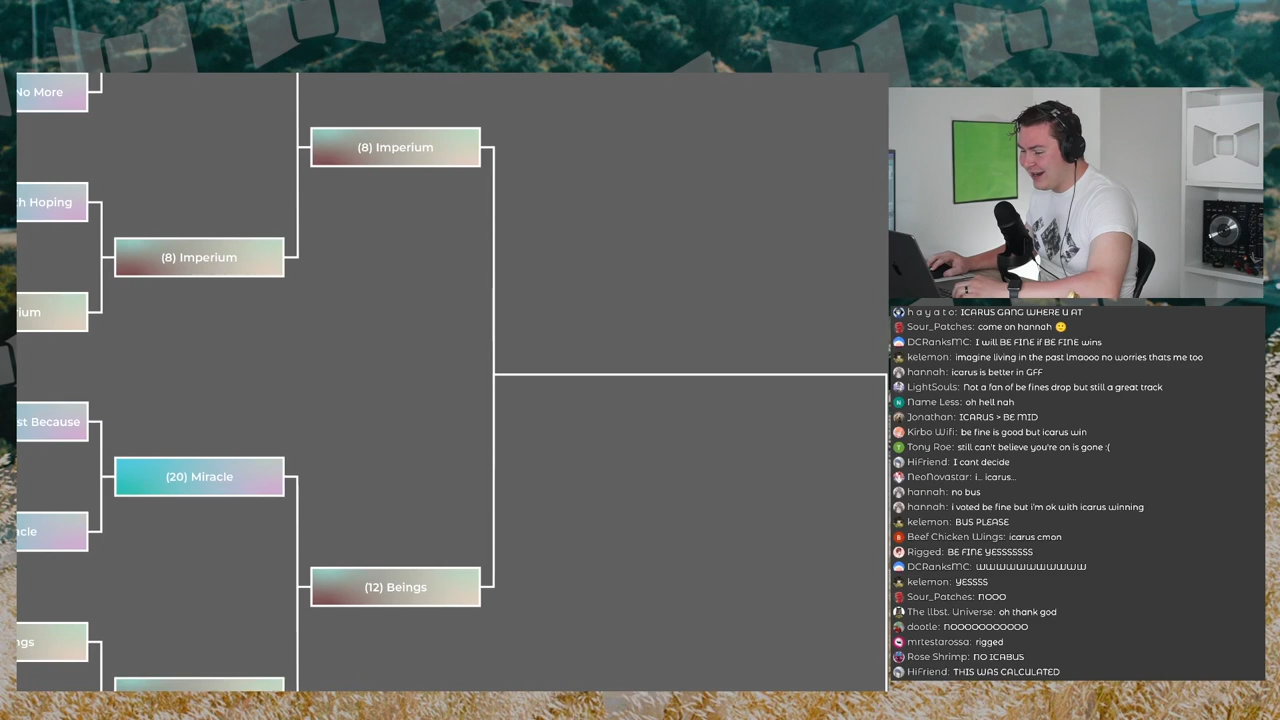 No More
(8) Imperium
h Hoping
(8) Imperium
ium
st Because
(20) Miracle
cle
(12) Beings
ngs
h a y a t o: ICARUS GANG WHERE U AT
Sour_Patches: come on hannah 🙁
DCRanksMC: I will BE FINE if BE FINE wins
kelemon: imagine living in the past lmaooo no worries thats me too
hannah: icarus is better in GFF
LightSouls: Not a fan of be fines drop but still a great track
N Name Less: oh hell nah
Jonathan: ICARUS > BE MID
Kirbo Wifi: be fine is good but icarus win
T Tony Roe: still can't believe you're on is gone :(
HiFriend: I cant decide
NeoNovastar: i... icarus...
hannah: no bus
hannah: i voted be fine but i'm ok with icarus winning
kelemon: BUS PLEASE
B Beef Chicken Wings: icarus cmon
Rigged: BE FINE YESSSSSSS
DCRanksMC: WWWWWWWWWWW
kelemon: YESSSS
Sour_Patches: NOOO
The llbst. Universe: oh thank god
dootle: NOOOOOOOOOOO
mrtestarossa: rigged
Rose Shrimp: NO ICABUS
HiFriend: THIS WAS CALCULATED